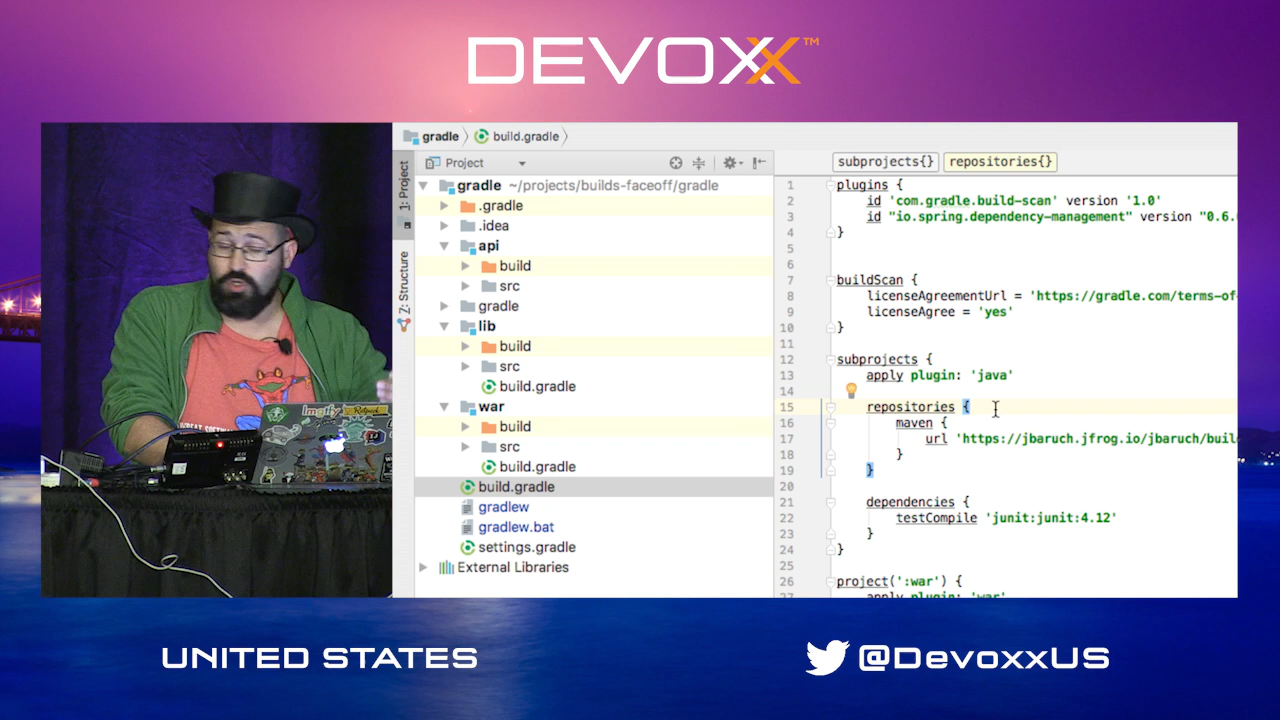 DEVOXX™
gradle
build.gradle
Project
subprojects{}
repositories{}
1: Project
Z: Structure
gradle ~/projects/builds-faceoff/gradle
.gradle
.idea
api
build
src
gradle
lib
build
src
build.gradle
war
build
src
build.gradle
build.gradle
gradlew
gradlew.bat
settings.gradle
External Libraries
1 plugins {
2 id 'com.gradle.build-scan' version '1.0'
3 id "io.spring.dependency-management" version "0.6.
4 }
5
6
7 buildScan {
8 licenseAgreementUrl = 'https://gradle.com/terms-of-
9 licenseAgree = 'yes'
10 }
11
12 subprojects {
13 apply plugin: 'java'
14
15 repositories {
16 maven {
17 url 'https://jbaruch.jfrog.io/jbaruch/buil
18 }
19 }
20
21 dependencies {
22 testCompile 'junit:junit:4.12'
23 }
24 }
25
26 project(':war') {
27 apply plugin: 'war'
lmgtfy
UNITED STATES
@DevoxxUS